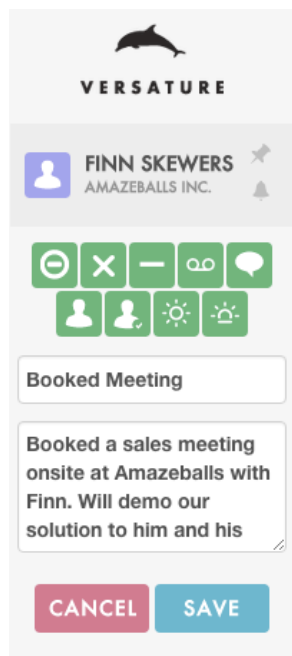 VERSATURE
FINN SKEWERS
AMAZEBALLS INC.
Booked Meeting
Booked a sales meeting
onsite at Amazeballs with
Finn. Will demo our
solution to him and his
CANCEL
SAVE